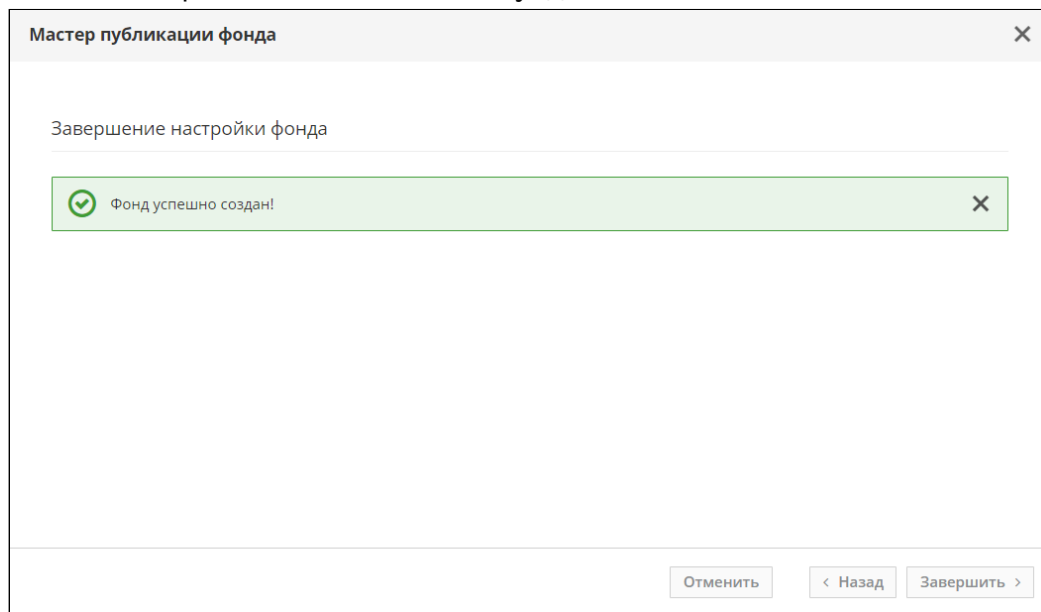 Мастер публикации фонда
Завершение настройки фонда
Фонд успешно создан!
Отменить < Назад Завершить >